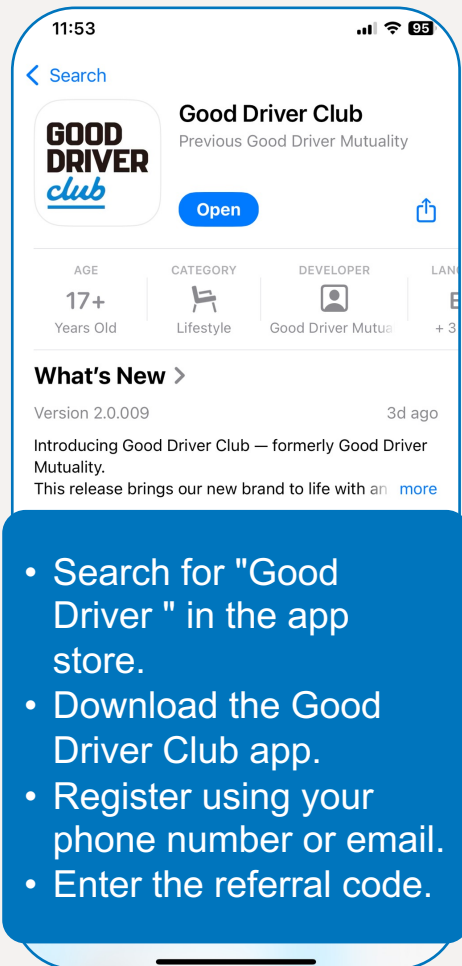 11:53
95
Search
GOOD
DRIVER
club
Good Driver Club
Previous Good Driver Mutuality
Open
AGE
CATEGORY
DEVELOPER
LAN
17+
E
Years Old
Lifestyle
Good Driver Mutua
+ 3
What's New >
Version 2.0.009
3d ago
Introducing Good Driver Club — formerly Good Driver
Mutuality.
This release brings our new brand to life with an more
• Search for "Good
Driver " in the app
store.
• Download the Good
Driver Club app.
• Register using your
phone number or email.
• Enter the referral code.